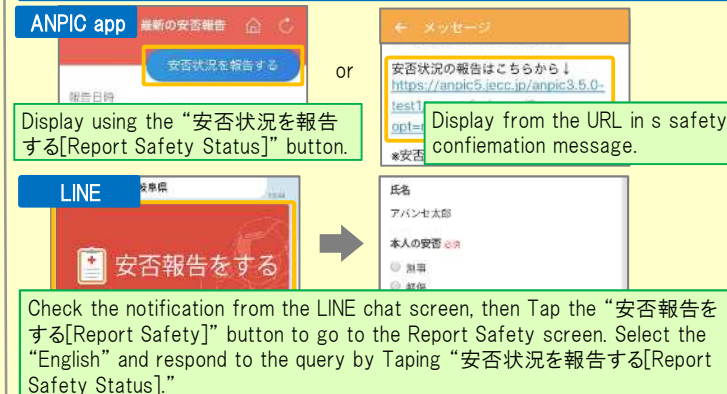 ANPIC app
最新の安否報告
安否状況を報告する
報告日時
Display using the “安否状況を報告
する[Report Safety Status]” button.
or
← メッセージ
安否状況の報告はこちらから↓
https://anpic5.jecc.jp/anpic3.5.0-
test1
opt=
*安否
Display from the URL in s safety
confiemation message.
LINE
岐阜県
安否報告をする
氏名
アバンセ太郎
本人の安否 必須
無事
軽傷
Check the notification from the LINE chat screen, then Tap the “安否報告を
する[Report Safety]” button to go to the Report Safety screen. Select the
“English” and respond to the query by Taping “安否状況を報告する[Report
Safety Status].”